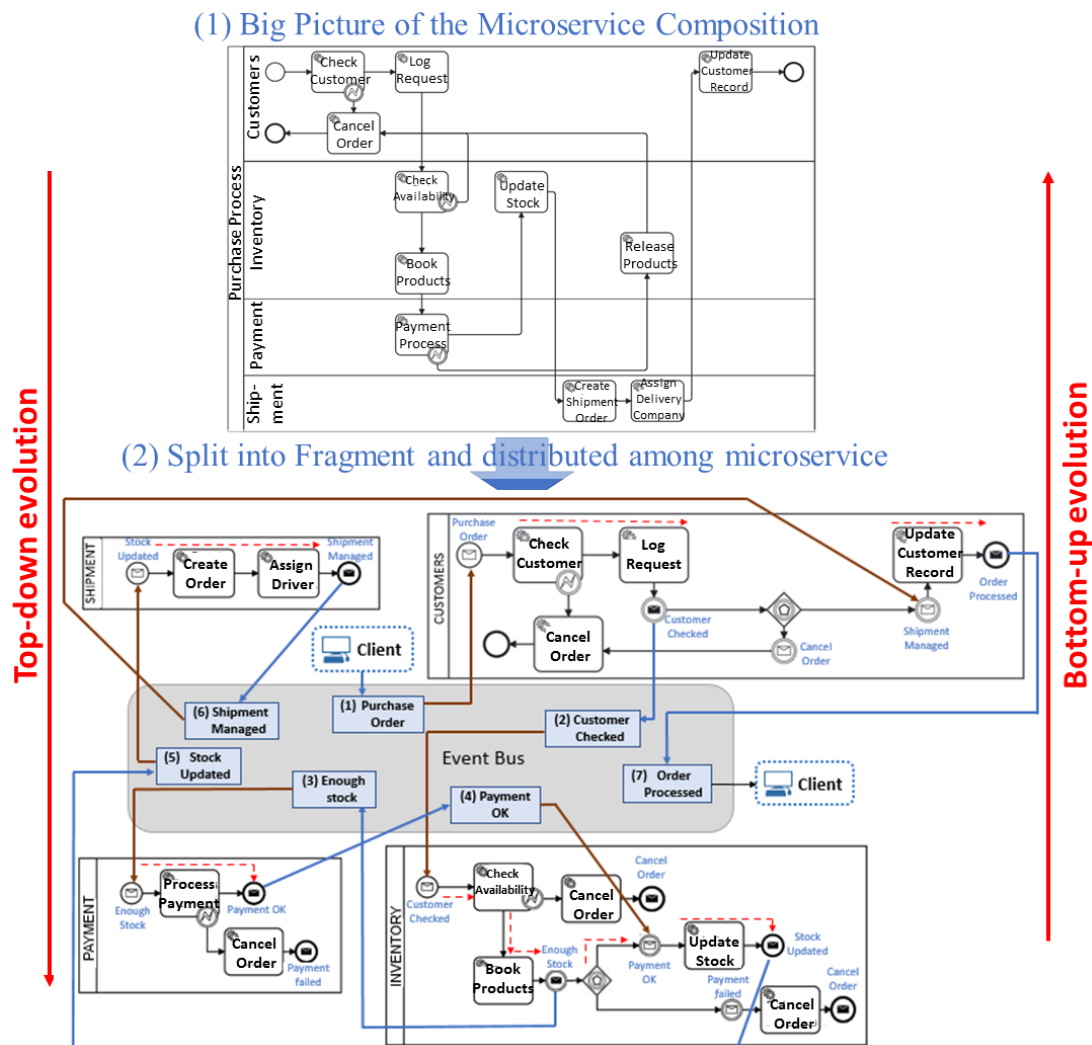 (1) Big Picture of the Microservice Composition
Purchase Process
Customers
Check
Customer
Log
Request
Cancel
Order
Update
Customer
Record
Inventory
Check
Availability
Update
Stock
Book
Products
Release
Products
Payment
Payment
Process
Ship-
ment
Create
Shipment
Order
Assign
Delivery
Company
Top-down evolution
Bottom-up evolution
(2) Split into Fragment and distributed among microservice
SHIPMENT
Stock
Updated
Create
Order
Assign
Driver
Shipment
Managed
CUSTOMERS
Purchase
Order
Check
Customer
Log
Request
Customer
Checked
Cancel
Order
Cancel
Order
Update
Customer
Record
Shipment
Managed
Order
Processed
Client
(1) Purchase
Order
(2) Customer
Checked
(6) Shipment
Managed
(5) Stock
Updated
Event Bus
(3) Enough
stock
(4) Payment
OK
(7) Order
Processed
Client
PAYMENT
Enough
Stock
Process
Payment
Payment OK
Cancel
Order
Payment
failed
INVENTORY
Customer
Checked
Check
Availability
Cancel
Order
Cancel
Order
Book
Products
Enough
Stock
Payment
OK
Update
Stock
Stock
Updated
Payment
failed
Cancel
Order
Cancel
Order